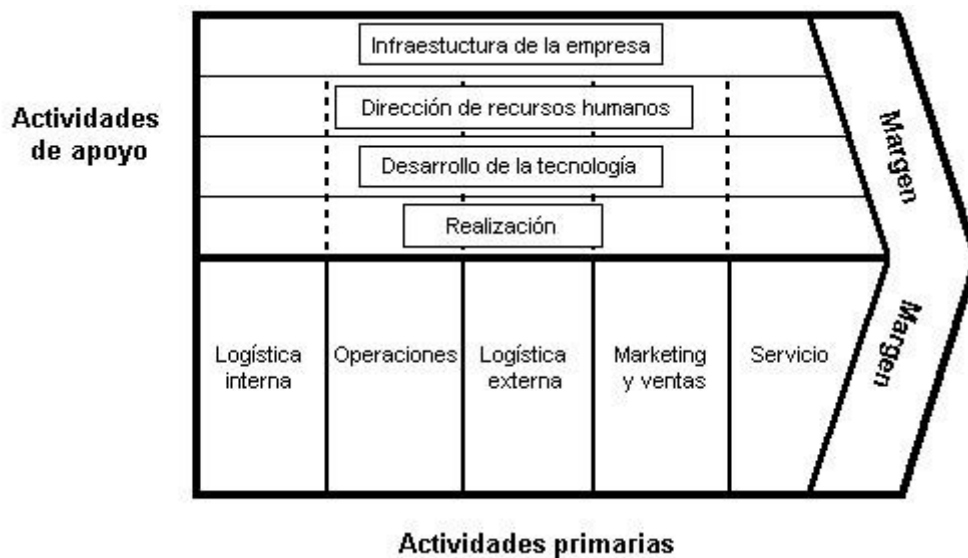 Infraestuctura de la empresa
Dirección de recursos humanos
Desarrollo de la tecnología
Realización
Actividades
de apoyo
Margen
Margen
Logística
interna
Operaciones
Logística
externa
Marketing
y ventas
Servicio
Actividades primarias